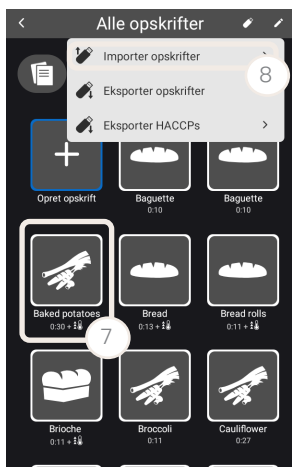 Alle opskrifter
Importer opskrifter
8
Eksporter opskrifter
Eksporter HACCPs
Opret opskrift
Baguette
0:10
Baguette
0:10
Baked potatoes
0:30 +
7
Bread
0:13 +
Bread rolls
0:11 +
Brioche
0:11 +
Broccoli
0:11
Cauliflower
0:27